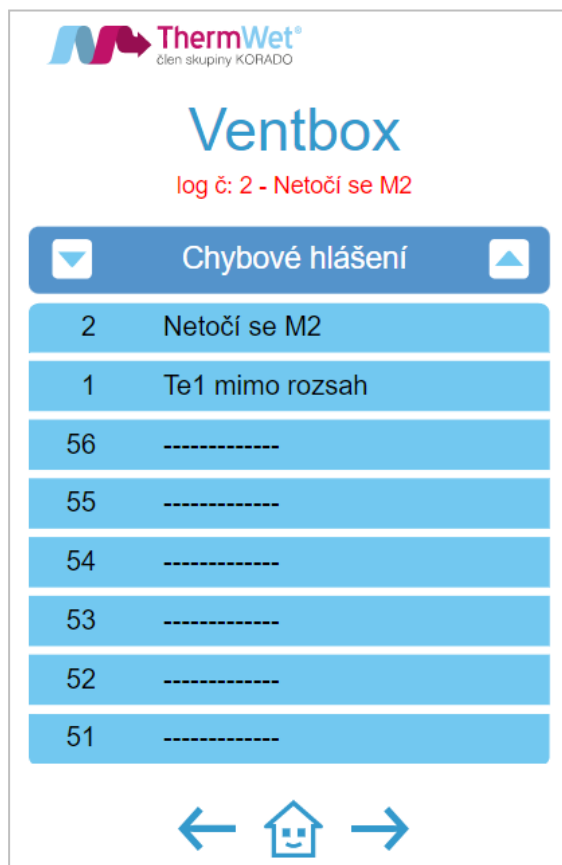 ThermWet®
člen skupiny KORADO
Ventbox
log č: 2 - Netočí se M2
Chybové hlášení
2 Netočí se M2
1 Te1 mimo rozsah
56 -------------
55 -------------
54 -------------
53 -------------
52 -------------
51 -------------